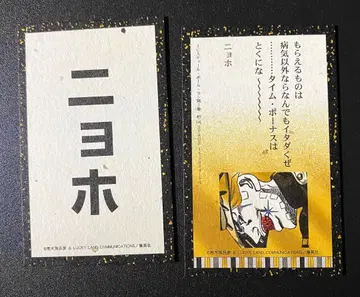 ニョホ
©荒木飛呂彦 & LUCKY LAND COMMUNICATIONS/集英社
もらえるものは
病気以外ならなんでもイタダくぜ
…………タイム・ボーナスは
とくにな〜〜〜〜〜
ニョホ
©荒木飛呂彦 & LUCKY LAND COMMUNICATIONS/集英社